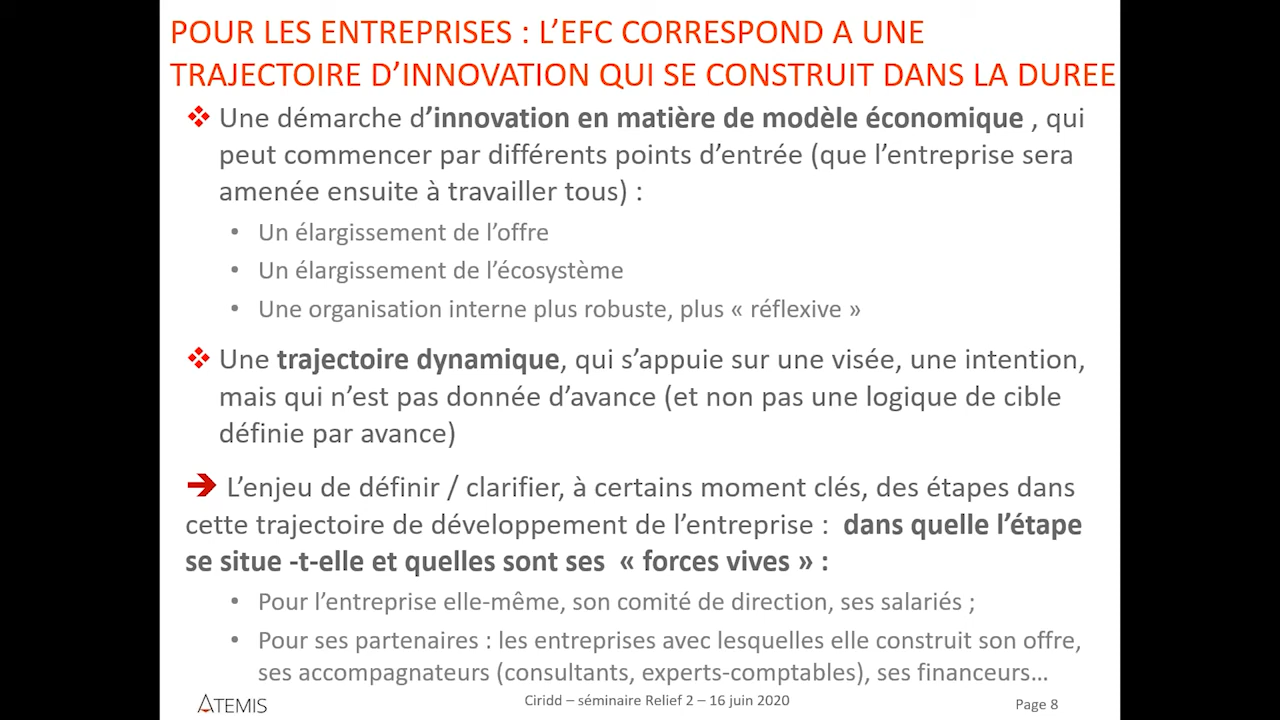 POUR LES ENTREPRISES : L’EFC CORRESPOND A UNE
TRAJECTOIRE D’INNOVATION QUI SE CONSTRUIT DANS LA DUREE
❖ Une démarche d’innovation en matière de modèle économique , qui
peut commencer par différents points d’entrée (que l’entreprise sera
amenée ensuite à travailler tous) :
• Un élargissement de l’offre
• Un élargissement de l’écosystème
• Une organisation interne plus robuste, plus « réflexive »
❖ Une trajectoire dynamique, qui s’appuie sur une visée, une intention,
mais qui n’est pas donnée d’avance (et non pas une logique de cible
définie par avance)
➔ L’enjeu de définir / clarifier, à certains moment clés, des étapes dans
cette trajectoire de développement de l’entreprise : dans quelle l’étape
se situe -t-elle et quelles sont ses « forces vives » :
• Pour l’entreprise elle-même, son comité de direction, ses salariés ;
• Pour ses partenaires : les entreprises avec lesquelles elle construit son offre,
ses accompagnateurs (consultants, experts-comptables), ses financeurs…
ATEMIS
Ciridd – séminaire Relief 2 – 16 juin 2020
Page 8